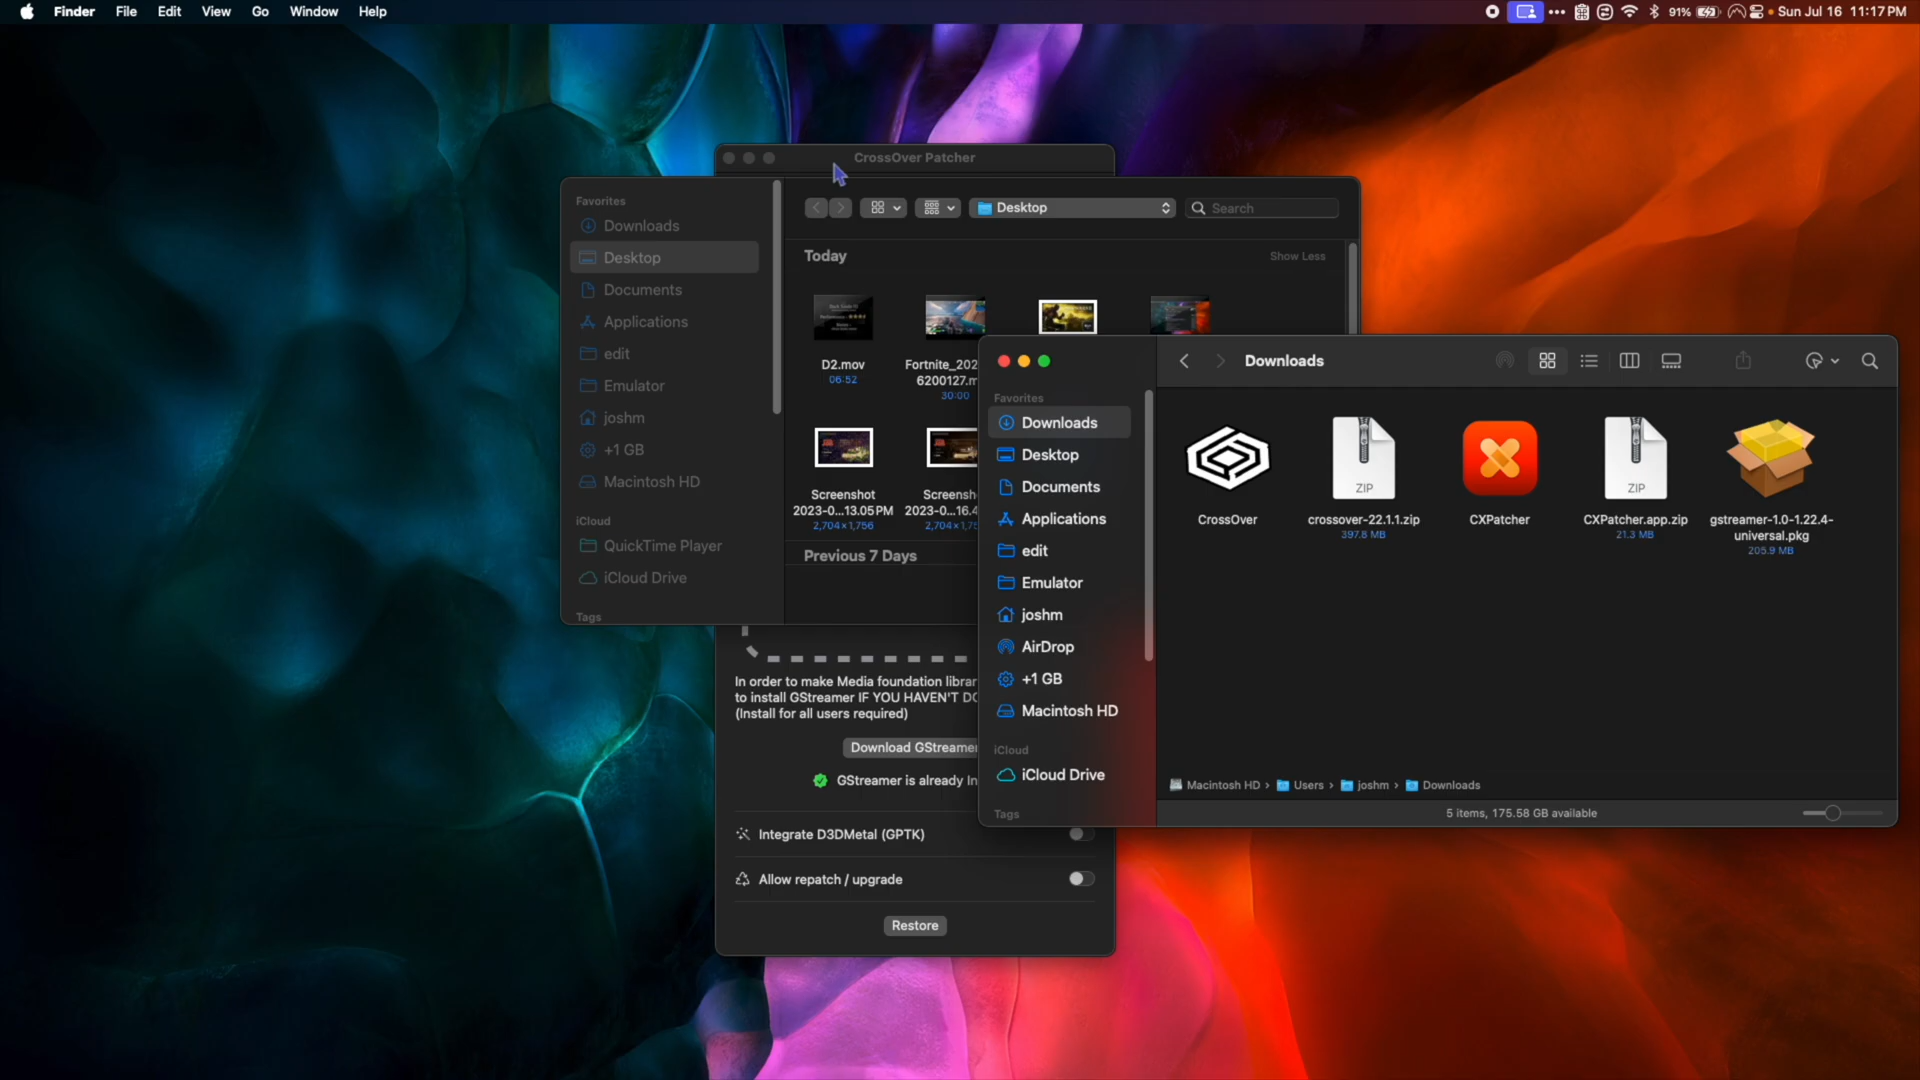 Finder File Edit View Go Window Help
91% Sun Jul 16 11:17 PM
CrossOver Patcher
Favorites
Downloads
Desktop
Documents
Applications
edit
Emulator
joshm
+1 GB
Macintosh HD
iCloud
QuickTime Player
iCloud Drive
Tags
Desktop
Search
Today
Show Less
D2.mov
06:52
Fortnite_202
6200127.m
30:00
Screenshot
2023-0...13.05 PM
2,704×1,756
Screensh
2023-0...16.4
2,704×1,75
Previous 7 Days
In order to make Media foundation librar
to install GStreamer IF YOU HAVEN'T DO
(Install for all users required)
Download GStreamer
GStreamer is already In
Integrate D3DMetal (GPTK)
Allow repatch / upgrade
Restore
Downloads
Favorites
Downloads
Desktop
Documents
Applications
edit
Emulator
joshm
AirDrop
+1 GB
Macintosh HD
iCloud
iCloud Drive
Tags
CrossOver
ZIP
crossover-22.1.1.zip
397.8 MB
CXPatcher
ZIP
CXPatcher.app.zip
21.3 MB
gstreamer-1.0-1.22.4-
universal.pkg
205.9 MB
Macintosh HD › Users › joshm › Downloads
5 items, 175.58 GB available